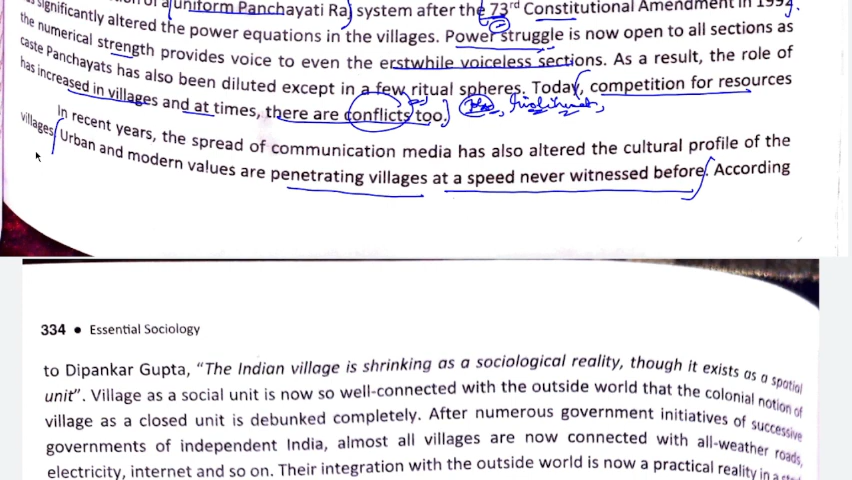 uniform Panchayati Raj system after the 73rd Constitutional Amendment in 1992.
significantly altered the power equations in the villages. Power struggle is now open to all sections as
the numerical strength provides voice to even the erstwhile voiceless sections. As a result, the role of
caste Panchayats has also been diluted except in a few ritual spheres. Today, competition for resources
has increased in villages and at times, there are conflicts too.
In recent years, the spread of communication media has also altered the cultural profile of the
villages. Urban and modern values are penetrating villages at a speed never witnessed before. According
334 • Essential Sociology
to Dipankar Gupta, “The Indian village is shrinking as a sociological reality, though it exists as a spatial
unit”. Village as a social unit is now so well-connected with the outside world that the colonial notion of
village as a closed unit is debunked completely. After numerous government initiatives of successive
governments of independent India, almost all villages are now connected with all-weather roads,
electricity, internet and so on. Their integration with the outside world is now a practical reality in a